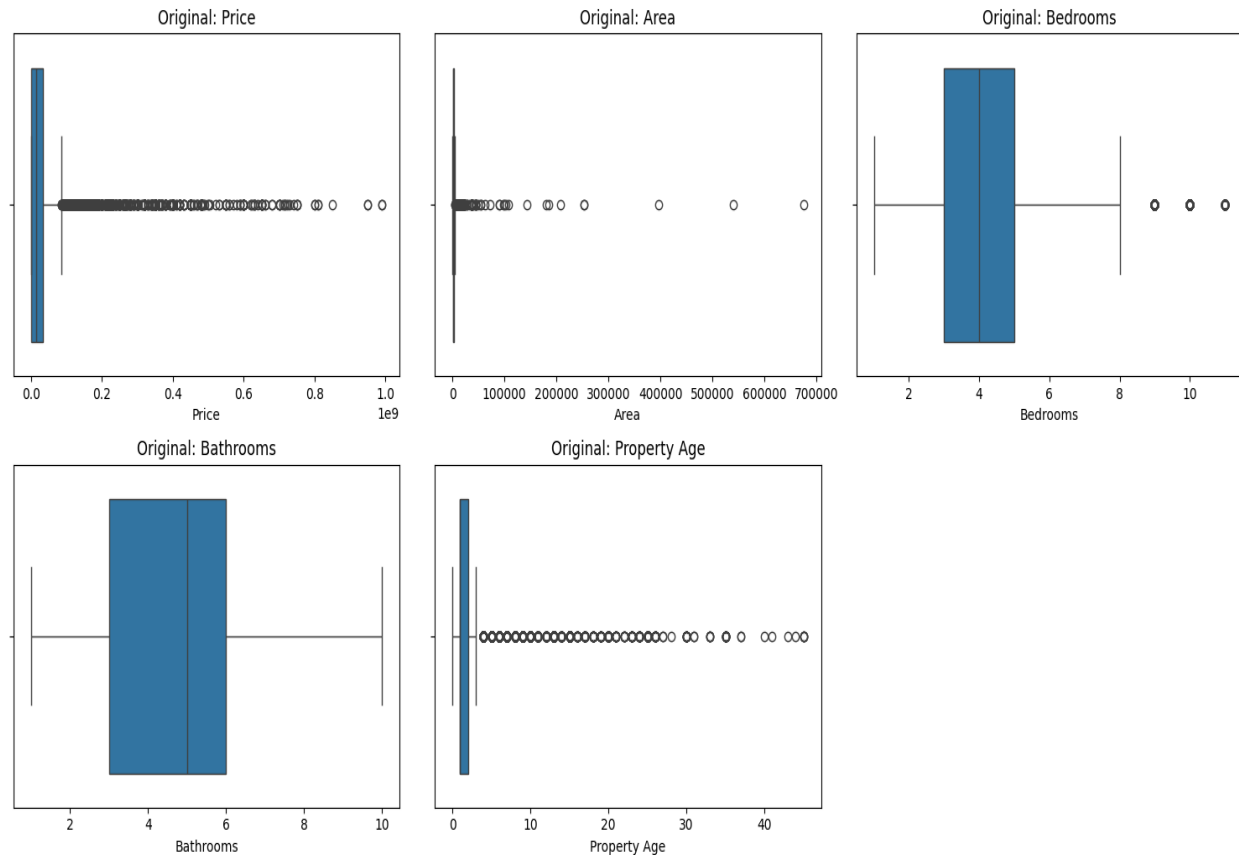 Original: Price
0.0 0.2 0.4 0.6 0.8 1.0
1e9
Price
Original: Area
0 100000 200000 300000 400000 500000 600000 700000
Area
Original: Bedrooms
2 4 6 8 10
Bedrooms
Original: Bathrooms
2 4 6 8 10
Bathrooms
Original: Property Age
0 10 20 30 40
Property Age